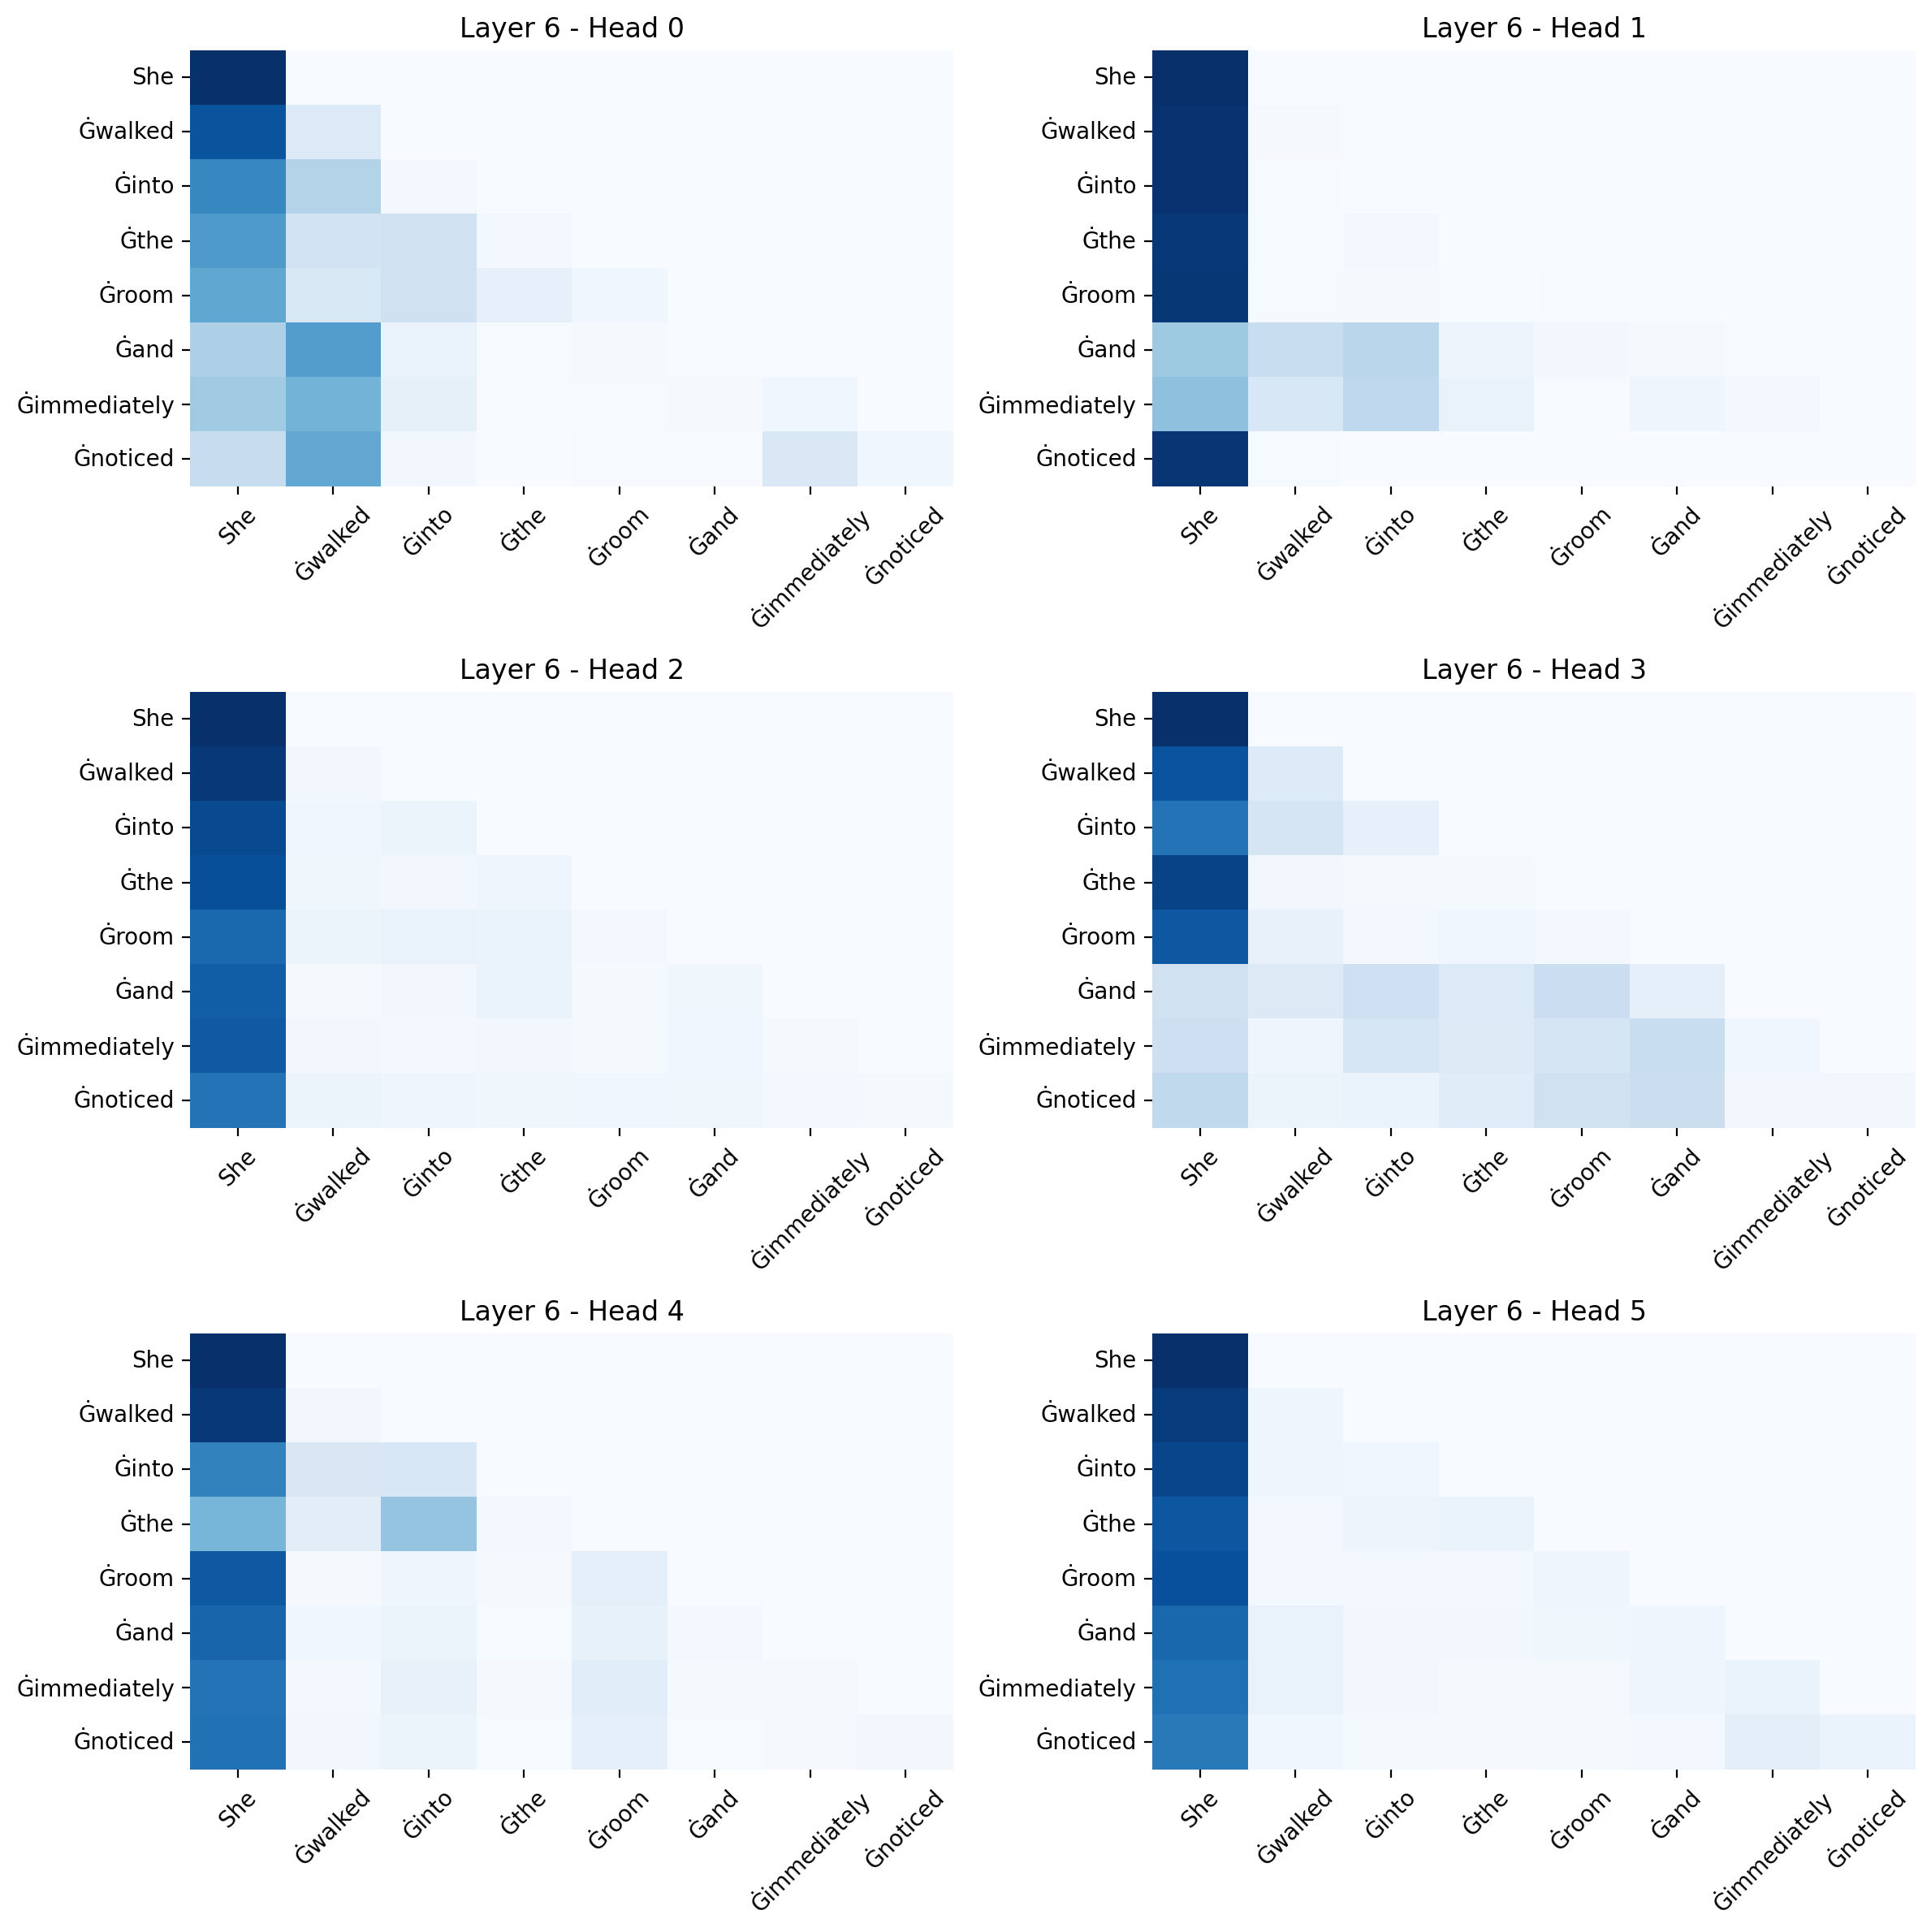 Layer 6 - Head 0
She
Ġwalked
Ġinto
Ġthe
Ġroom
Ġand
Ġimmediately
Ġnoticed
She
Ġwalked
Ġinto
Ġthe
Ġroom
Ġand
Ġimmediately
Ġnoticed
Layer 6 - Head 1
She
Ġwalked
Ġinto
Ġthe
Ġroom
Ġand
Ġimmediately
Ġnoticed
She
Ġwalked
Ġinto
Ġthe
Ġroom
Ġand
Ġimmediately
Ġnoticed
Layer 6 - Head 2
She
Ġwalked
Ġinto
Ġthe
Ġroom
Ġand
Ġimmediately
Ġnoticed
She
Ġwalked
Ġinto
Ġthe
Ġroom
Ġand
Ġimmediately
Ġnoticed
Layer 6 - Head 3
She
Ġwalked
Ġinto
Ġthe
Ġroom
Ġand
Ġimmediately
Ġnoticed
She
Ġwalked
Ġinto
Ġthe
Ġroom
Ġand
Ġimmediately
Ġnoticed
Layer 6 - Head 4
She
Ġwalked
Ġinto
Ġthe
Ġroom
Ġand
Ġimmediately
Ġnoticed
She
Ġwalked
Ġinto
Ġthe
Ġroom
Ġand
Ġimmediately
Ġnoticed
Layer 6 - Head 5
She
Ġwalked
Ġinto
Ġthe
Ġroom
Ġand
Ġimmediately
Ġnoticed
She
Ġwalked
Ġinto
Ġthe
Ġroom
Ġand
Ġimmediately
Ġnoticed